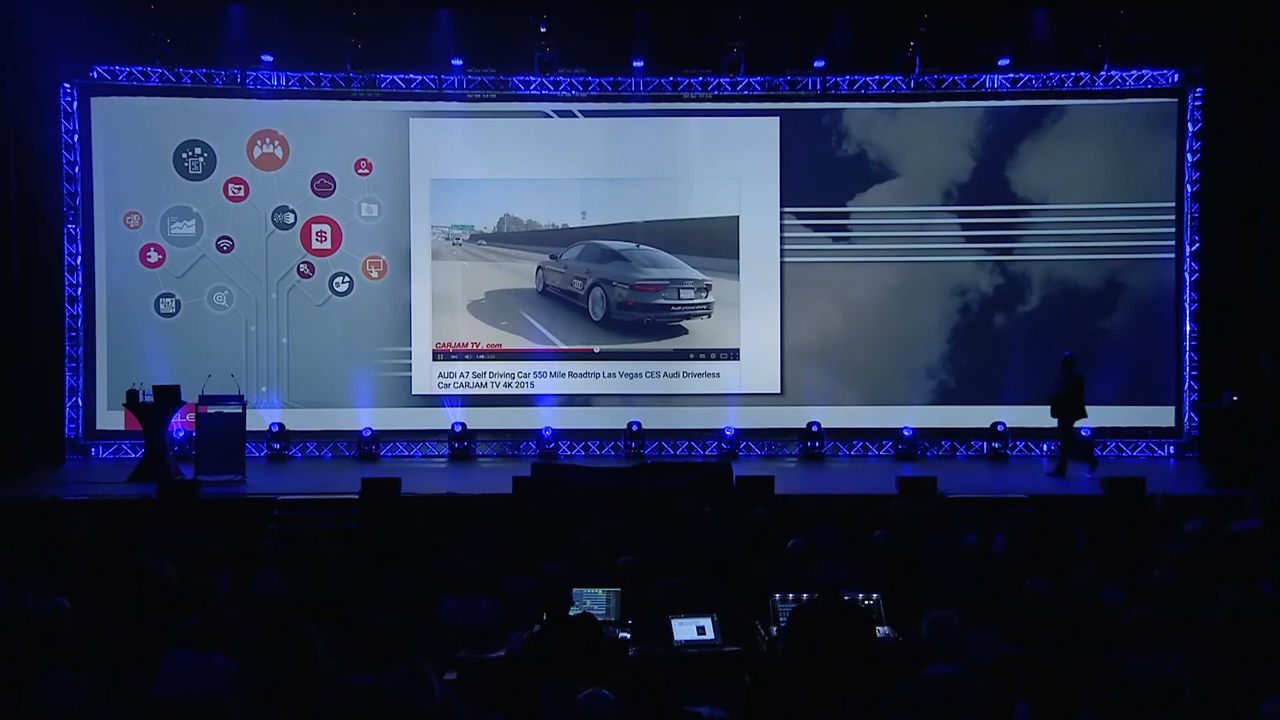 CARJAM TV . com
AUDI A7 Self Driving Car 550 Mile Roadtrip Las Vegas CES Audi Driverless
Car CARJAM TV 4K 2015